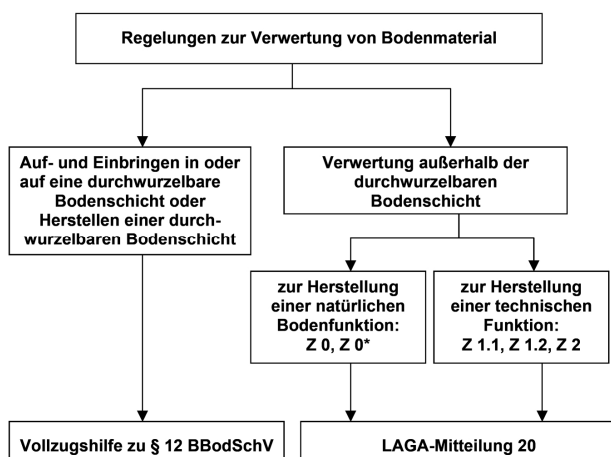 Regelungen zur Verwertung von Bodenmaterial
Auf- und Einbringen in oder
auf eine durchwurzelbare
Bodenschicht oder
Herstellen einer durch-
wurzelbaren Bodenschicht
Verwertung außerhalb der
durchwurzelbaren
Bodenschicht
zur Herstellung
einer natürlichen
Bodenfunktion:
Z 0, Z 0*
zur Herstellung
einer technischen
Funktion:
Z 1.1, Z 1.2, Z 2
Vollzugshilfe zu § 12 BBodSchV
LAGA-Mitteilung 20